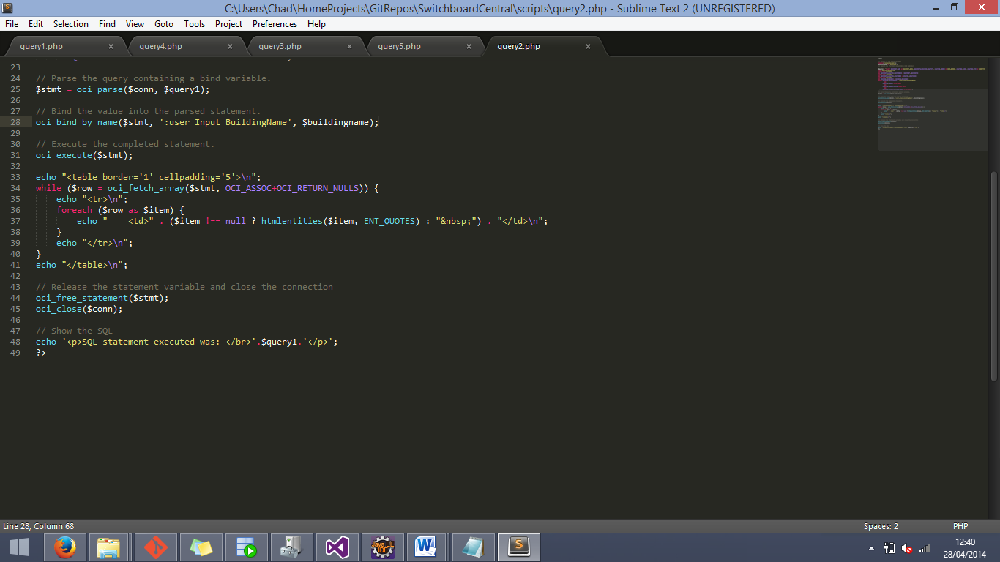 C:\Users\Chad\HomeProjects\GitRepos\SwitchboardCentral\scripts\query2.php - Sublime Text 2 (UNREGISTERED)
File Edit Selection Find View Goto Tools Project Preferences Help
query1.php × query4.php × query3.php × query5.php × query2.php ×
23
24 // Parse the query containing a bind variable.
25 $stmt = oci_parse($conn, $query1);
26
27 // Bind the value into the parsed statement.
28 oci_bind_by_name($stmt, ':user_Input_BuildingName', $buildingname);
29
30 // Execute the completed statement.
31 oci_execute($stmt);
32
33 echo "<table border='1' cellpadding='5'>\n";
34 while ($row = oci_fetch_array($stmt, OCI_ASSOC+OCI_RETURN_NULLS)) {
35     echo "<tr>\n";
36     foreach ($row as $item) {
37         echo "    <td>" . ($item !== null ? htmlentities($item, ENT_QUOTES) : "&nbsp;") . "</td>\n";
38     }
39     echo "</tr>\n";
40 }
41 echo "</table>\n";
42
43 // Release the statement variable and close the connection
44 oci_free_statement($stmt);
45 oci_close($conn);
46
47 // Show the SQL
48 echo '<p>SQL statement executed was: </br>'.$query1.'</p>';
49 ?>
Line 28, Column 68 Spaces: 2 PHP
Java EE
IDE
12:40
28/04/2014